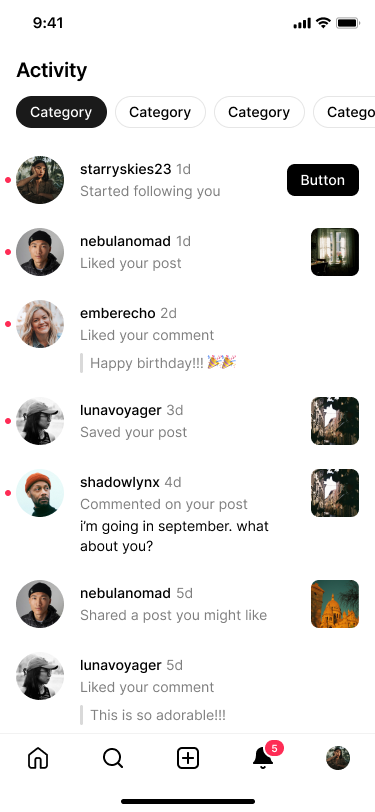 9:41
Activity
Category
Category
Category
Catego
starryskies23 1d
Started following you
Button
nebulanomad 1d
Liked your post
emberecho 2d
Liked your comment
Happy birthday!!! 🎉🎉
lunavoyager 3d
Saved your post
shadowlynx 4d
Commented on your post
i'm going in september. what
about you?
nebulanomad 5d
Shared a post you might like
lunavoyager 5d
Liked your comment
This is so adorable!!!
5